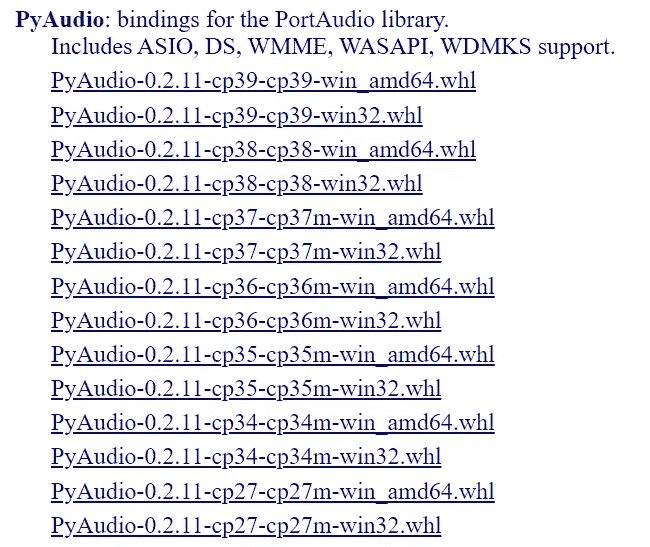 PyAudio: bindings for the PortAudio library.
Includes ASIO, DS, WMME, WASAPI, WDMKS support.
PyAudio-0.2.11-cp39-cp39-win_amd64.whl
PyAudio-0.2.11-cp39-cp39-win32.whl
PyAudio-0.2.11-cp38-cp38-win_amd64.whl
PyAudio-0.2.11-cp38-cp38-win32.whl
PyAudio-0.2.11-cp37-cp37m-win_amd64.whl
PyAudio-0.2.11-cp37-cp37m-win32.whl
PyAudio-0.2.11-cp36-cp36m-win_amd64.whl
PyAudio-0.2.11-cp36-cp36m-win32.whl
PyAudio-0.2.11-cp35-cp35m-win_amd64.whl
PyAudio-0.2.11-cp35-cp35m-win32.whl
PyAudio-0.2.11-cp34-cp34m-win_amd64.whl
PyAudio-0.2.11-cp34-cp34m-win32.whl
PyAudio-0.2.11-cp27-cp27m-win_amd64.whl
PyAudio-0.2.11-cp27-cp27m-win32.whl